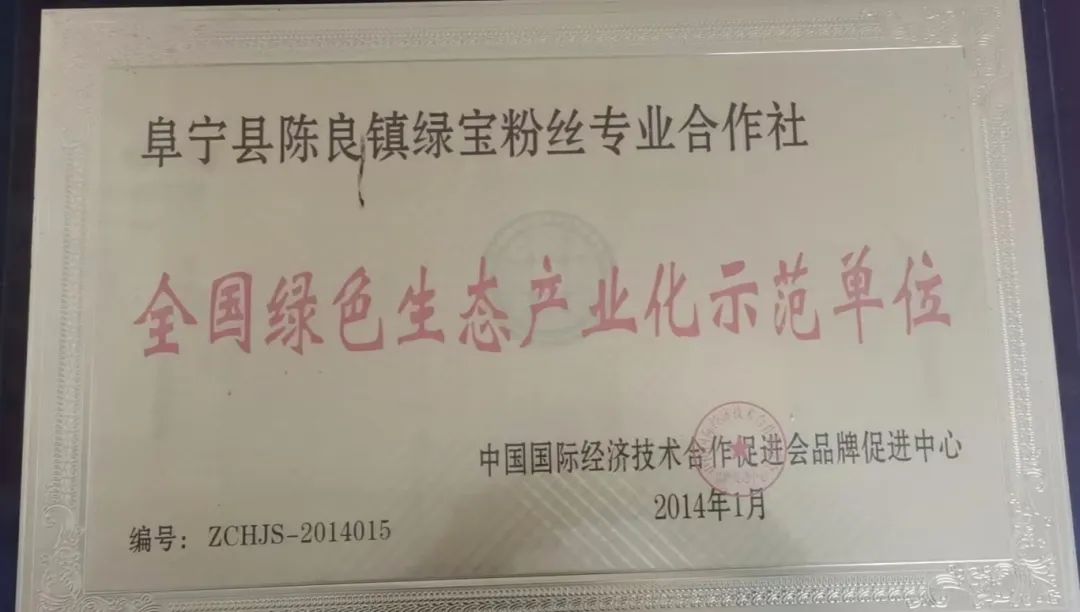 阜宁县陈良镇绿宝粉丝专业合作社
全国绿色生态产业化示范单位
中国国际经济技术合作促进会品牌促进中心
2014年1月
编号: ZCHJS-2014015